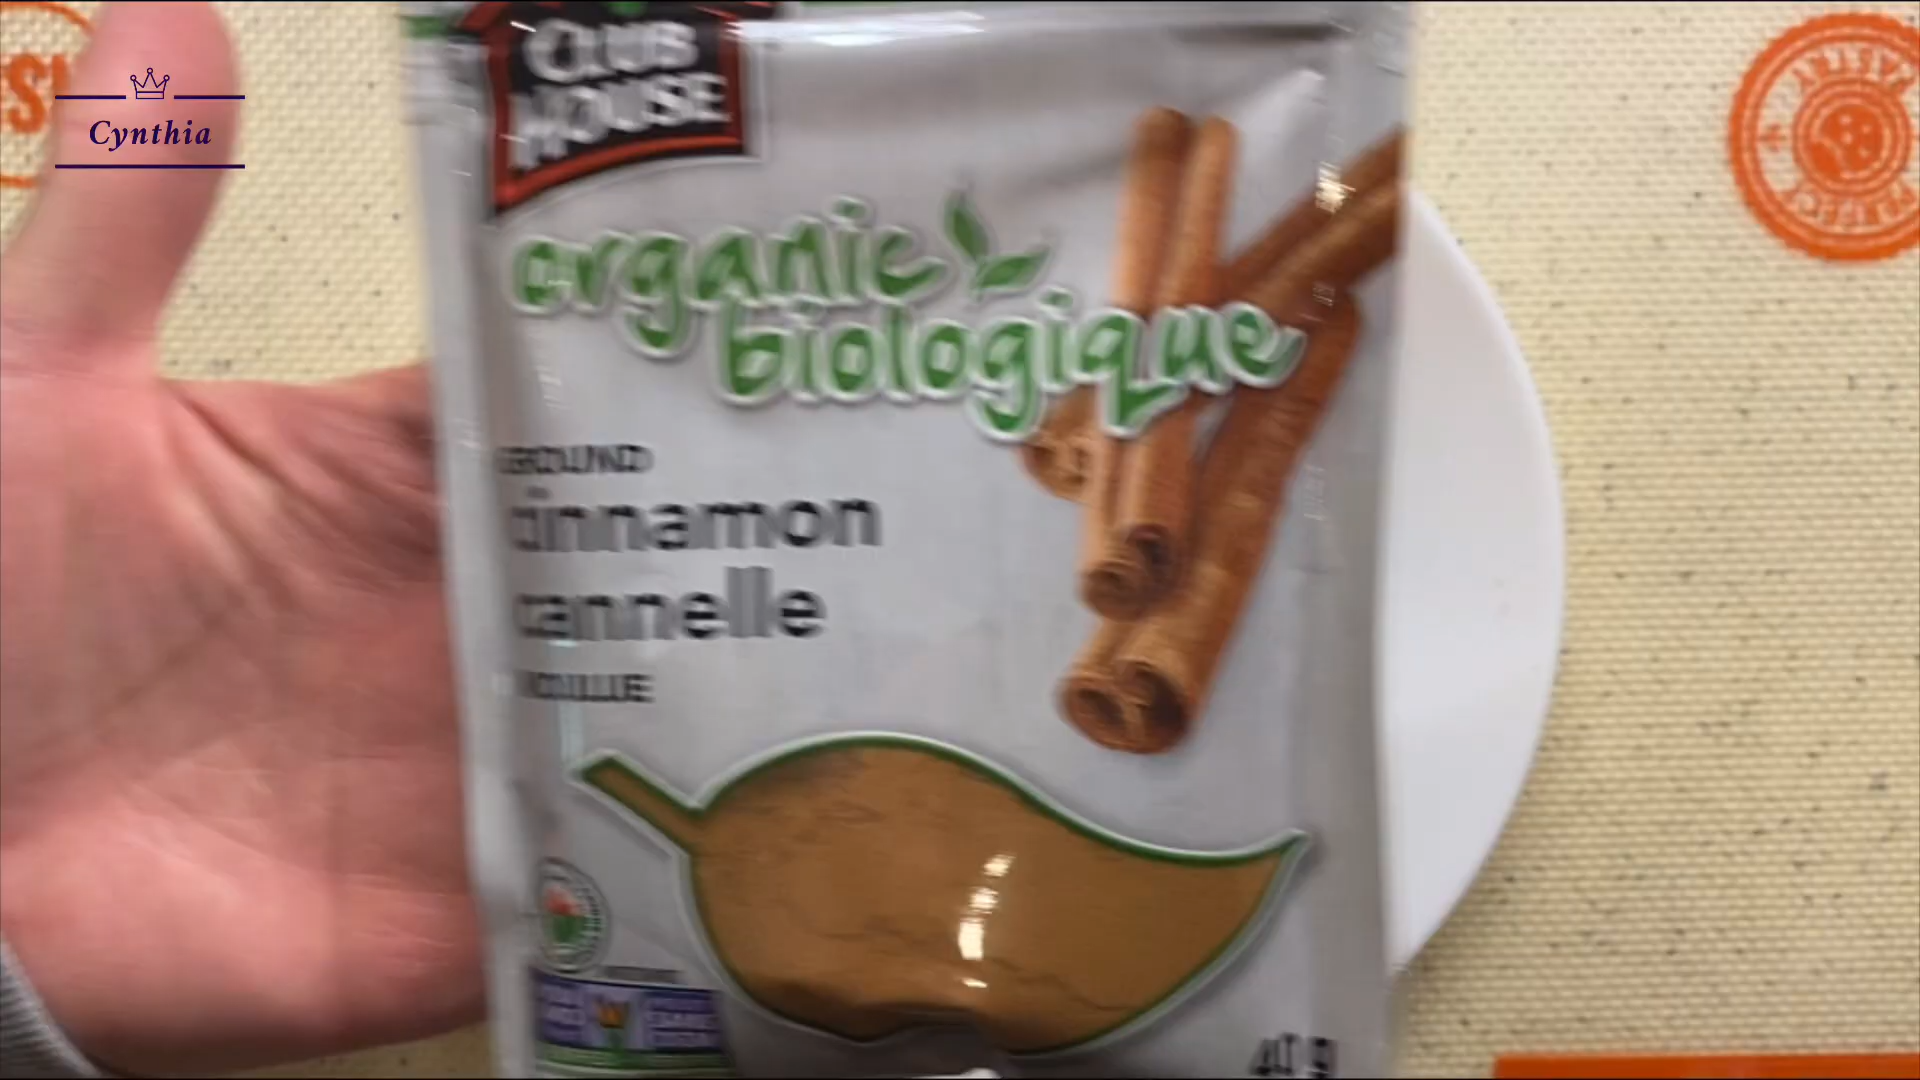 Cynthia
CLUB
HOUSE
organic
biologique
GROUND
cinnamon
cannelle
MOULUE